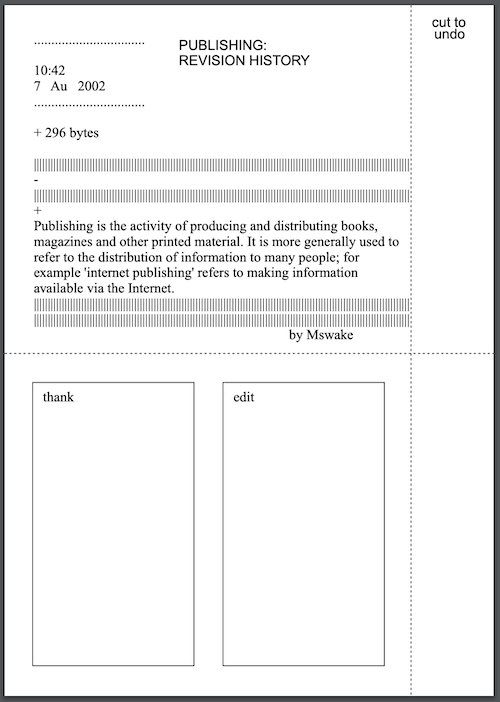 PUBLISHING:
REVISION HISTORY
cut to
undo
10:42
7 Au 2002
+ 296 bytes
-
+
Publishing is the activity of producing and distributing books,
magazines and other printed material. It is more generally used to
refer to the distribution of information to many people; for
example 'internet publishing' refers to making information
available via the Internet.
by Mswake
thank
edit